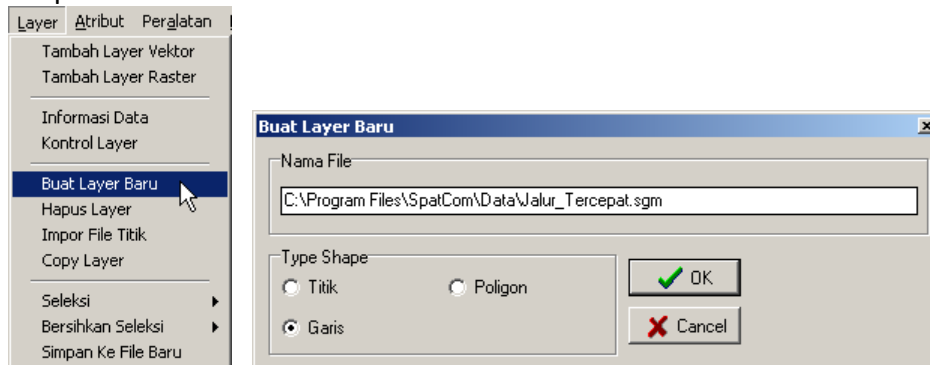 Layer Atribut Peralatan
Tambah Layer Vektor
Tambah Layer Raster
Informasi Data
Kontrol Layer
Buat Layer Baru
Hapus Layer
Impor File Titik
Copy Layer
Seleksi
Bersihkan Seleksi
Simpan Ke File Baru
Buat Layer Baru
Nama File
C:\Program Files\SpatCom\Data\Jalur_Tercepat.sgm
Type Shape
Titik Poligon
Garis
OK
Cancel